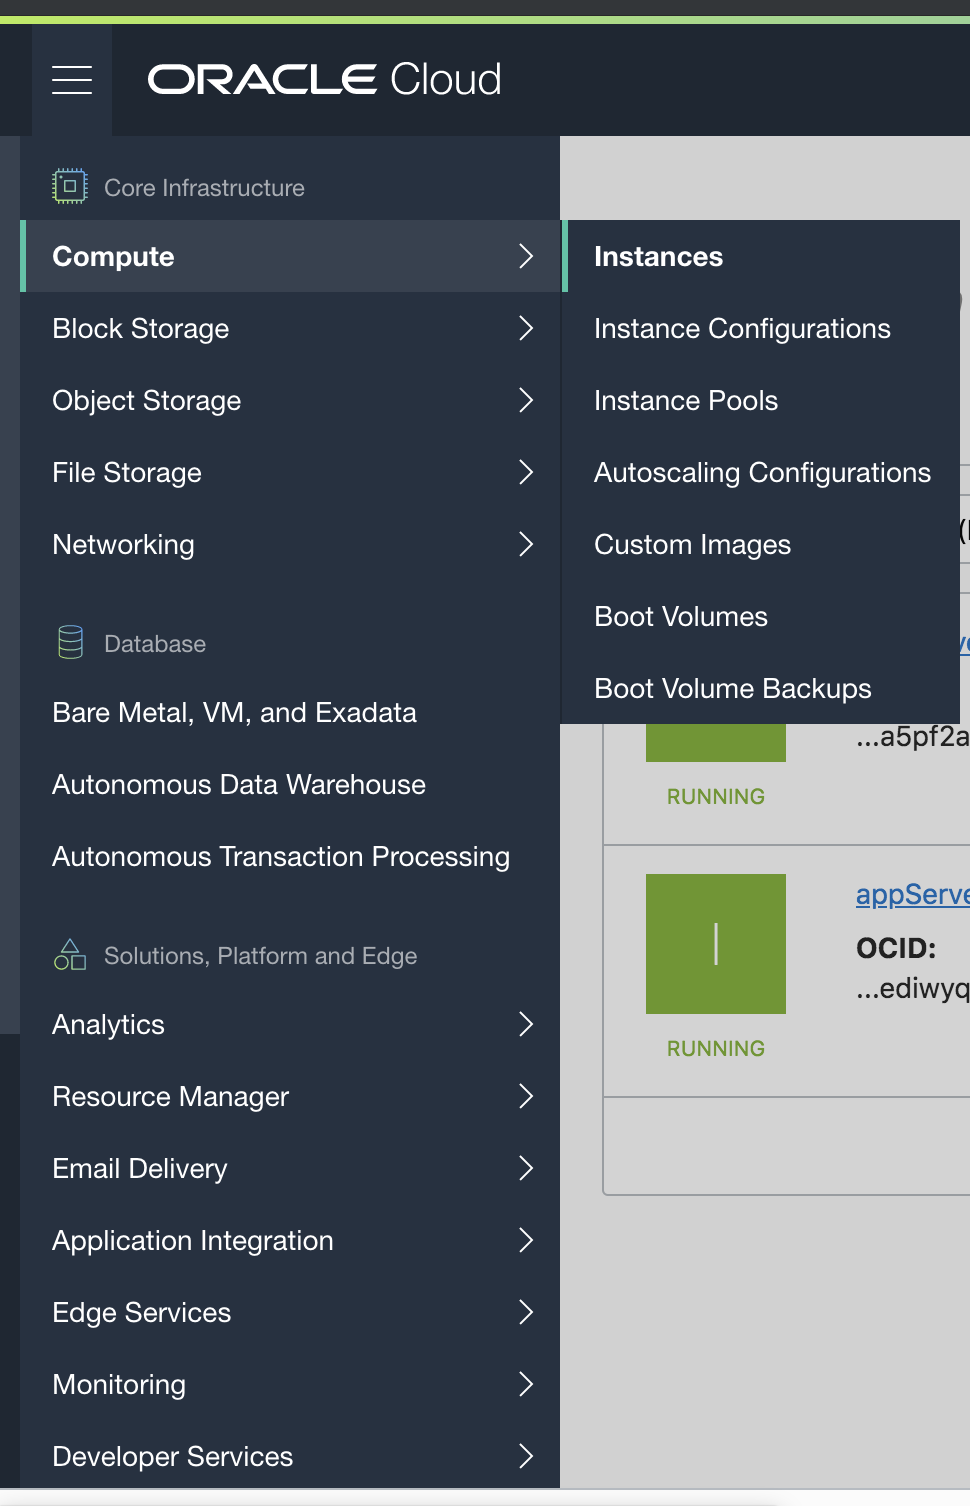 ORACLE Cloud
Core Infrastructure
Compute
Block Storage
Object Storage
File Storage
Networking
Database
Bare Metal, VM, and Exadata
Autonomous Data Warehouse
Autonomous Transaction Processing
Solutions, Platform and Edge
Analytics
Resource Manager
Email Delivery
Application Integration
Edge Services
Monitoring
Developer Services
Instances
Instance Configurations
Instance Pools
Autoscaling Configurations
Custom Images
Boot Volumes
Boot Volume Backups
...a5pf2a
RUNNING
I
appServe
OCID:
...ediwyq
RUNNING